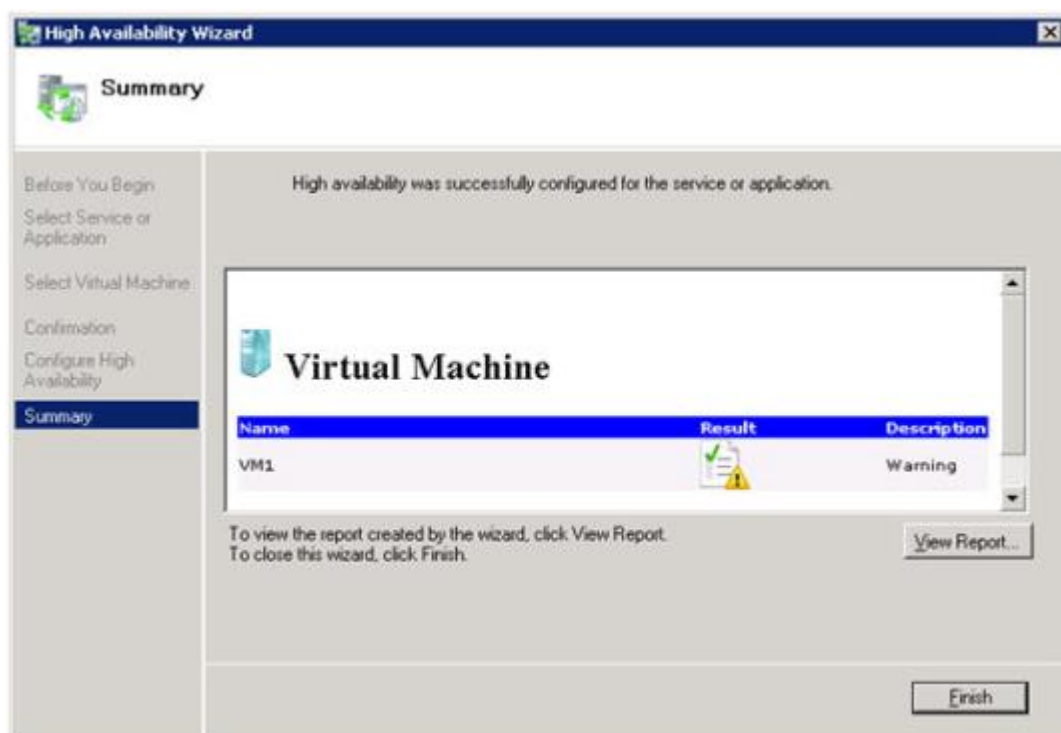 High Availability Wizard
Summary
Before You Begin
Select Service or
Application
Select Virtual Machine
Confirmation
Configure High
Availability
Summary
High availability was successfully configured for the service or application.
Virtual Machine
Name Result Description
VM1 Warning
To view the report created by the wizard, click View Report.
To close this wizard, click Finish.
View Report...
Finish